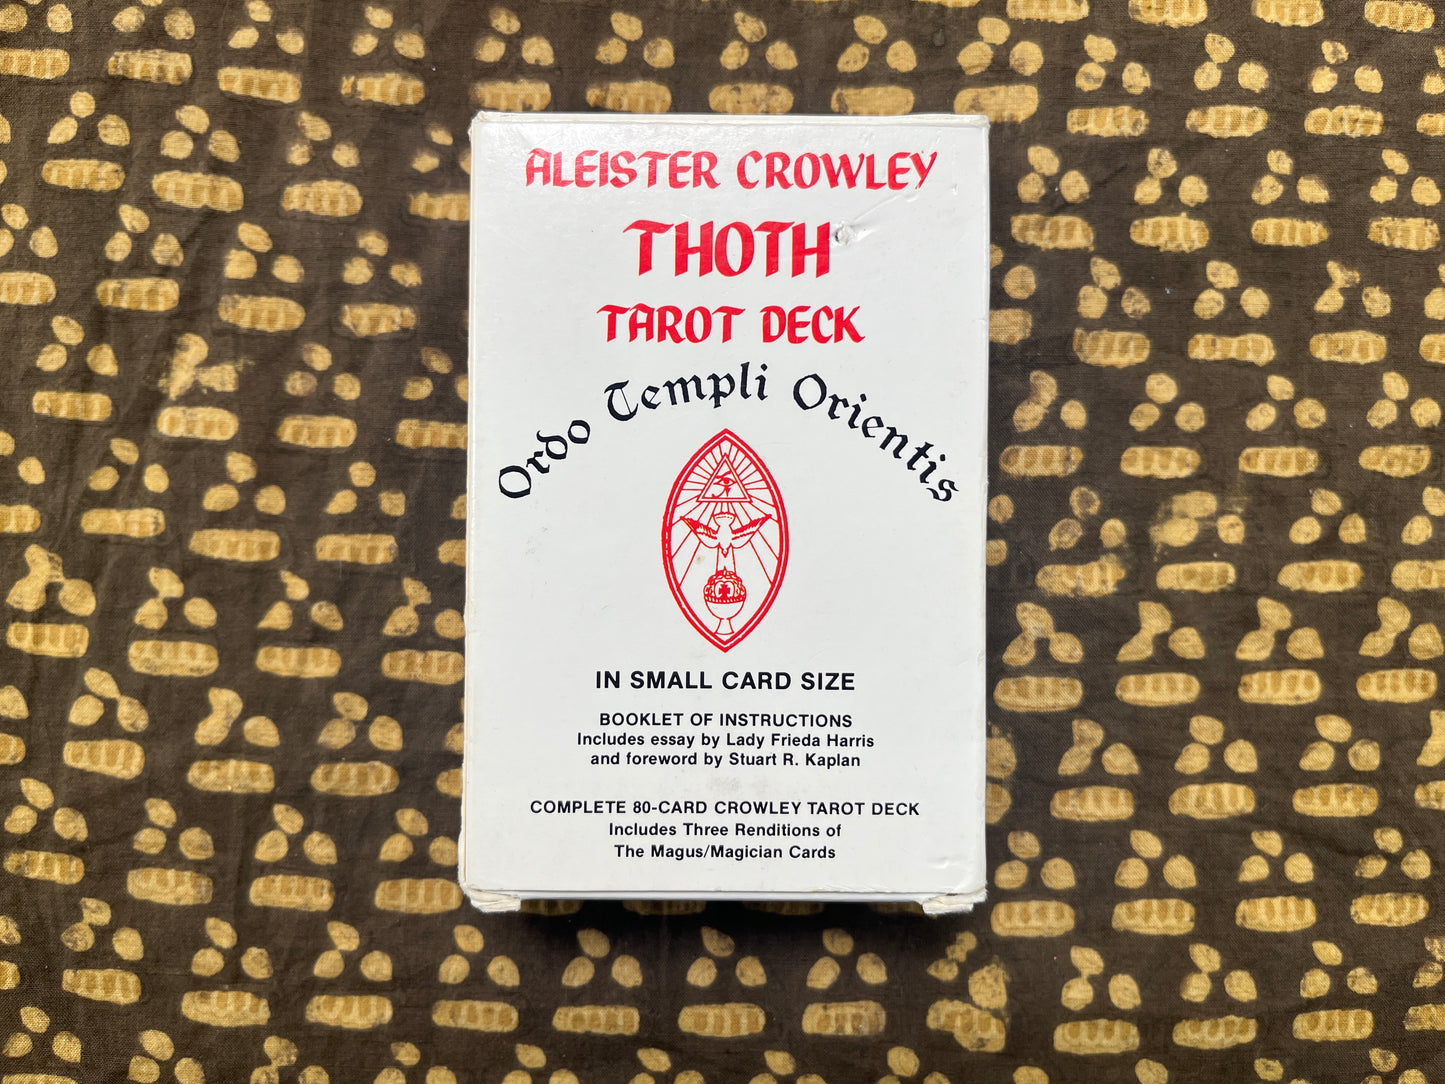 ALEISTER CROWLEY
THOTH
TAROT DECK
Ordo Templi Orientis
IN SMALL CARD SIZE
BOOKLET OF INSTRUCTIONS
Includes essay by Lady Frieda Harris
and foreword by Stuart R. Kaplan
COMPLETE 80-CARD CROWLEY TAROT DECK
Includes Three Renditions of
The Magus/Magician Cards